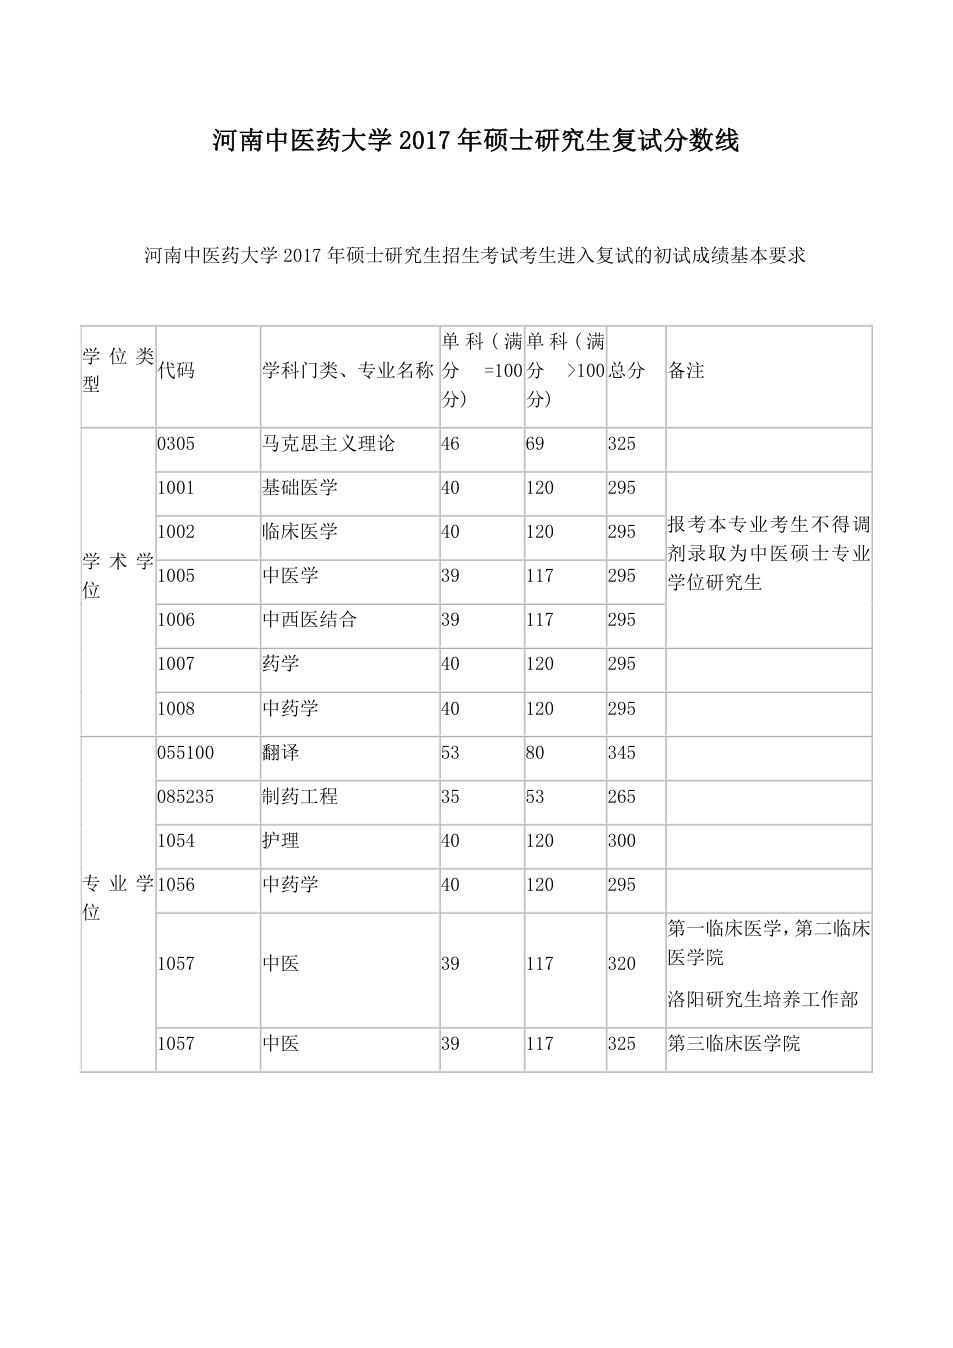 河南中医药大学 2017 年硕士研究生复试分数线
河南中医药大学 2017 年硕士研究生招生考试考生进入复试的初试成绩基本要求
学位类型 代码 学科门类、专业名称 单科(满分=100分) 单科(满分>100分) 总分 备注
学术学位
0305 马克思主义理论 46 69 325
1001 基础医学 40 120 295
1002 临床医学 40 120 295
1005 中医学 39 117 295
1006 中西医结合 39 117 295
报考本专业考生不得调
剂录取为中医硕士专业
学位研究生
1007 药学 40 120 295
1008 中药学 40 120 295
专业学位
055100 翻译 53 80 345
085235 制药工程 35 53 265
1054 护理 40 120 300
1056 中药学 40 120 295
1057 中医 39 117 320
第一临床医学,第二临床
医学院
洛阳研究生培养工作部
1057 中医 39 117 325 第三临床医学院